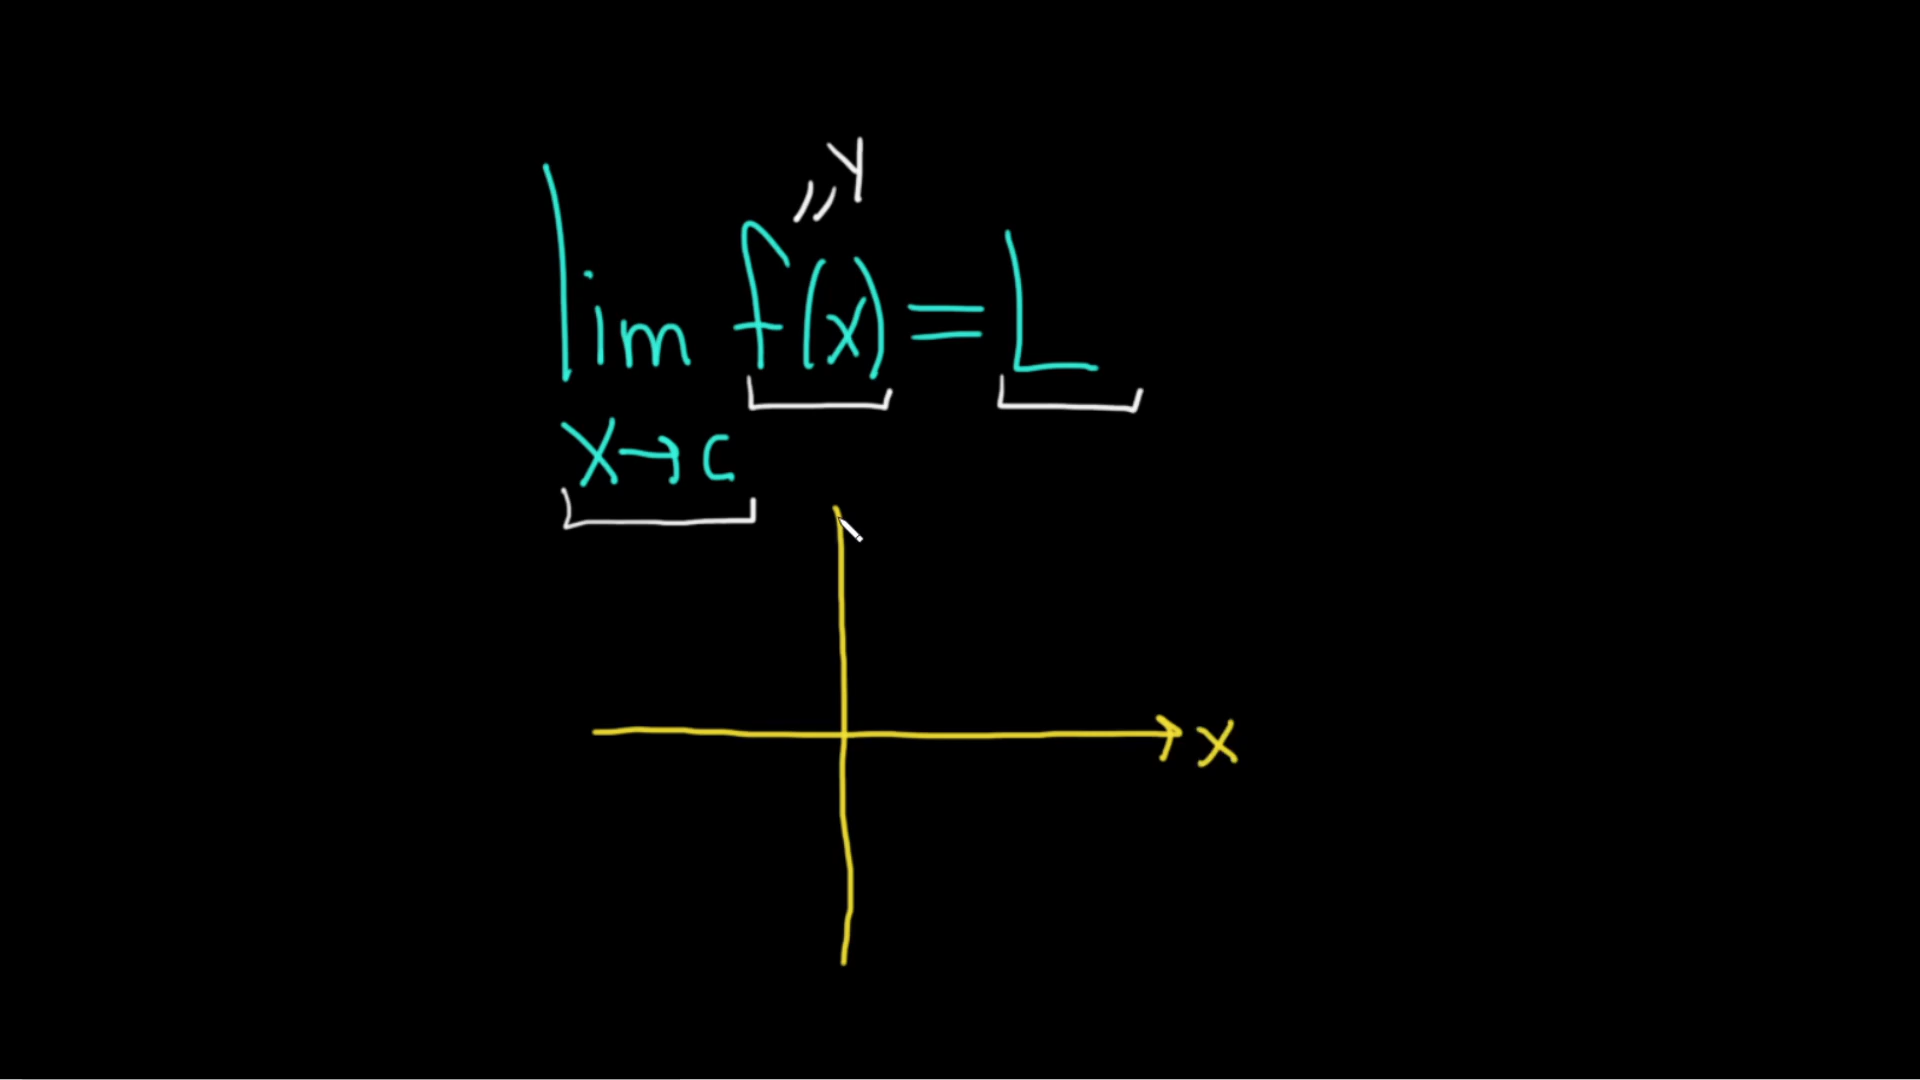 =y
lim f(x) = L
x→c
x